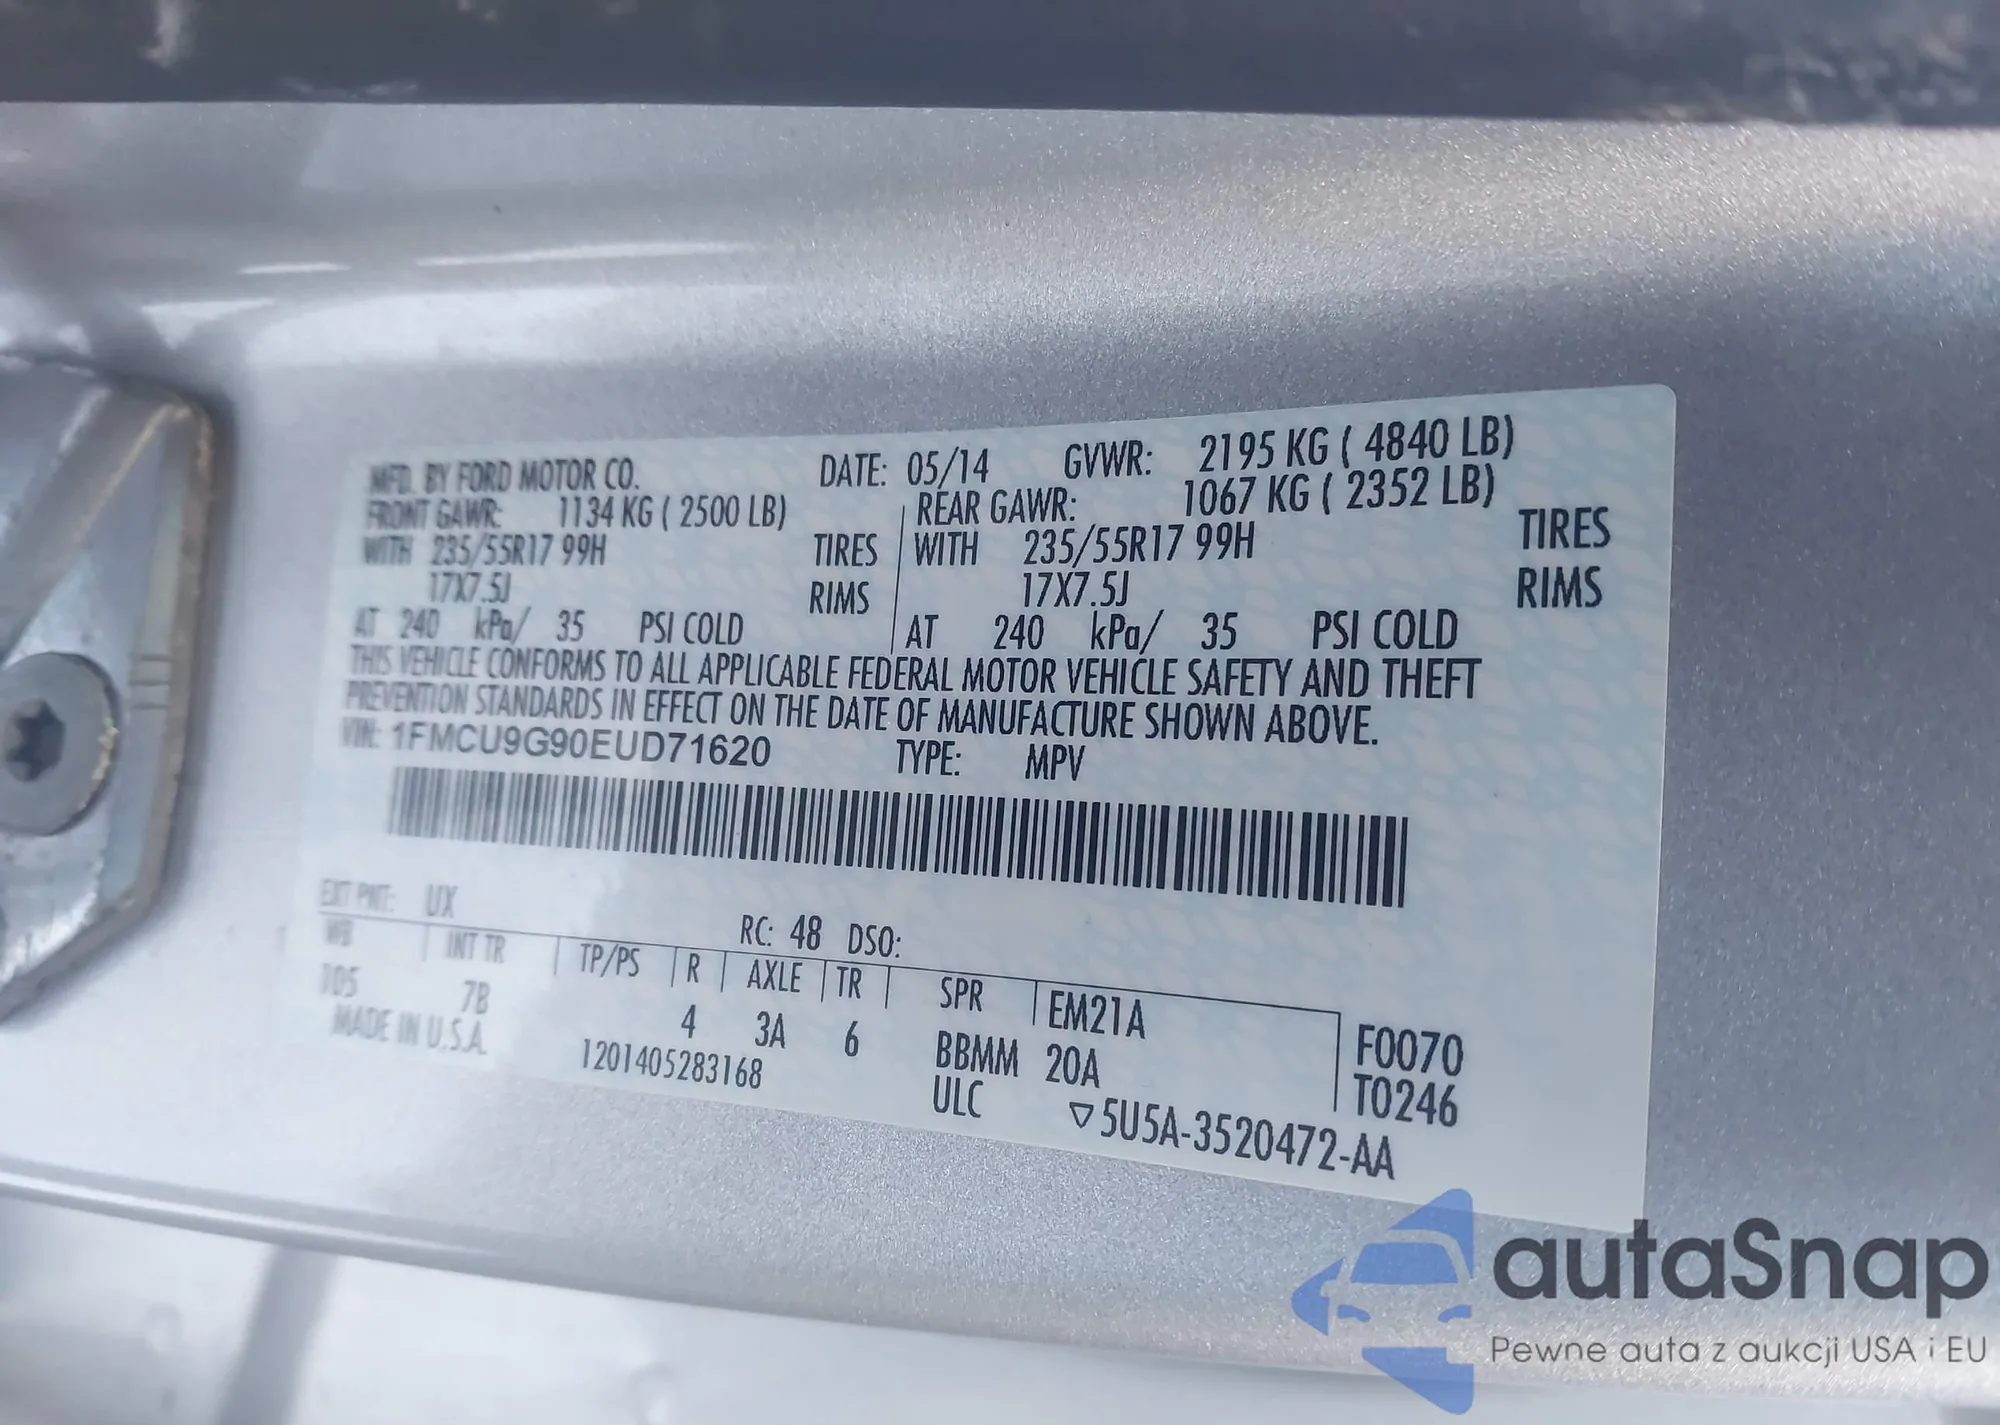 MFD. BY FORD MOTOR CO. DATE: 05/14 GVWR: 2195 KG ( 4840 LB)
FRONT GAWR: 1134 KG ( 2500 LB) REAR GAWR: 1067 KG ( 2352 LB)
WITH 235/55R17 99H TIRES WITH 235/55R17 99H TIRES
17X7.5J RIMS 17X7.5J RIMS
AT 240 kPa/ 35 PSI COLD AT 240 kPa/ 35 PSI COLD
THIS VEHICLE CONFORMS TO ALL APPLICABLE FEDERAL MOTOR VEHICLE SAFETY AND THEFT
PREVENTION STANDARDS IN EFFECT ON THE DATE OF MANUFACTURE SHOWN ABOVE.
VIN: 1FMCU9G90EUD71620 TYPE: MPV
EXT PNT: UX RC: 48 DSO:
WB INT TR TP/PS R AXLE TR SPR EM21A F0070
105 7B 4 3A 6 BBMM 20A T0246
MADE IN U.S.A. 1201405283168 ULC ▽5U5A-3520472-AA
autaSnap
Pewne auta z aukcji USA i EU